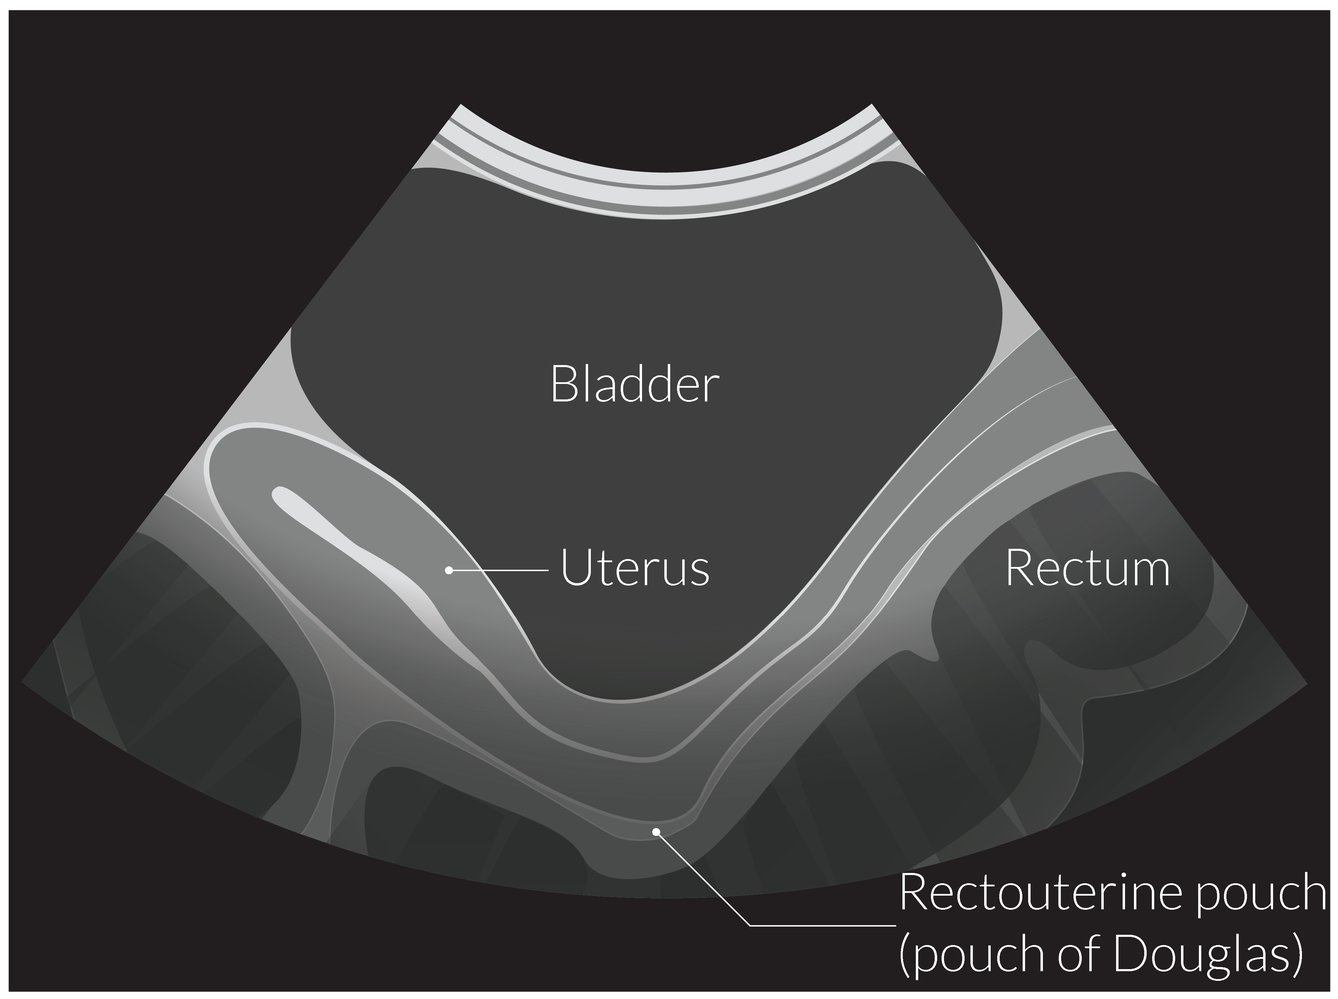 Bladder
Uterus
Rectum
Rectouterine pouch
(pouch of Douglas)